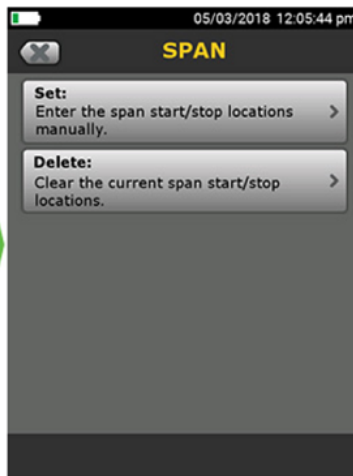 05/03/2018 12:05:44 pm
SPAN
Set:
Enter the span start/stop locations
manually.
Delete:
Clear the current span start/stop
locations.